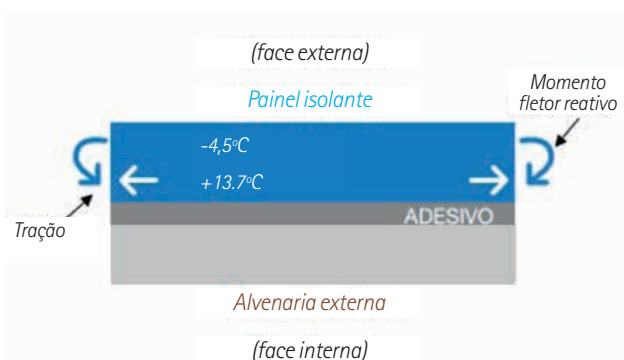 (face externa)
Painel isolante
Momento
fletor reativo
-4,5°C
+13.7°C
Tração
ADESIVO
Alvenaria externa
(face interna)